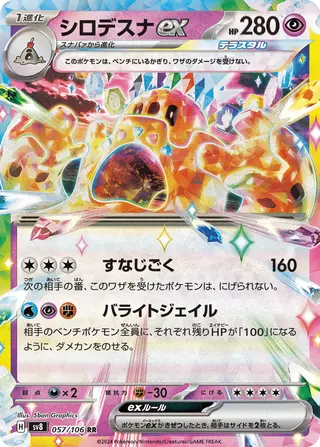 1進化
シロデスナex
HP280
スナバァから進化
テラスタル
このポケモンは、ベンチにいるかぎり、ワザのダメージを受けない。
すなじごく 160
次の相手の番、このワザを受けたポケモンは、にげられない。
バライトジェイル
相手のベンチポケモン全員に、それぞれ残りHPが「100」になる
ように、ダメカンをのせる。
弱点 ×2 抵抗力 -30 にげる
exルール
ポケモンexがきぜつしたとき、相手はサイドを2枚とる。
Illus. 5ban Graphics
H sv8 057/106 RR
©2024 Pokémon/Nintendo/Creatures/GAME FREAK